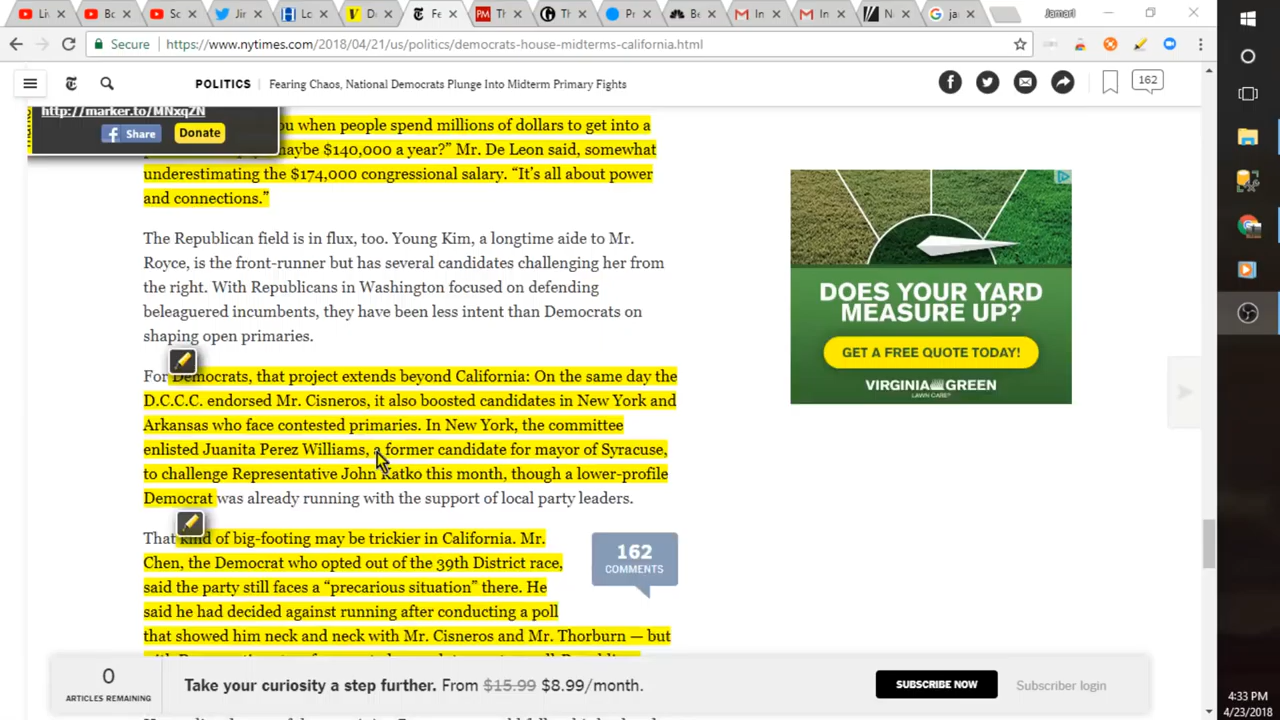 Liv
Bo
So
Jin
Lo
D
Fe
Th
Th
Pr
Be
In
In
N
ja
Jamarl
Secure
https://www.nytimes.com/2018/04/21/us/politics/democrats-house-midterms-california.html
POLITICS
Fearing Chaos, National Democrats Plunge Into Midterm Primary Fights
162
http://marker.to/MNxqZN
Share
Donate
you when people spend millions of dollars to get into a
maybe $140,000 a year?” Mr. De Leon said, somewhat
underestimating the $174,000 congressional salary. “It’s all about power
and connections.”
The Republican field is in flux, too. Young Kim, a longtime aide to Mr.
Royce, is the front-runner but has several candidates challenging her from
the right. With Republicans in Washington focused on defending
beleaguered incumbents, they have been less intent than Democrats on
shaping open primaries.
For Democrats, that project extends beyond California: On the same day the
D.C.C.C. endorsed Mr. Cisneros, it also boosted candidates in New York and
Arkansas who face contested primaries. In New York, the committee
enlisted Juanita Perez Williams, a former candidate for mayor of Syracuse,
to challenge Representative John Katko this month, though a lower-profile
Democrat was already running with the support of local party leaders.
That kind of big-footing may be trickier in California. Mr.
Chen, the Democrat who opted out of the 39th District race,
said the party still faces a “precarious situation” there. He
said he had decided against running after conducting a poll
that showed him neck and neck with Mr. Cisneros and Mr. Thorburn — but
162
COMMENTS
DOES YOUR YARD
MEASURE UP?
GET A FREE QUOTE TODAY!
VIRGINIA GREEN
LAWN CARE
0
ARTICLES REMAINING
Take your curiosity a step further. From $15.99 $8.99/month.
SUBSCRIBE NOW
Subscriber login
4:33 PM
4/23/2018